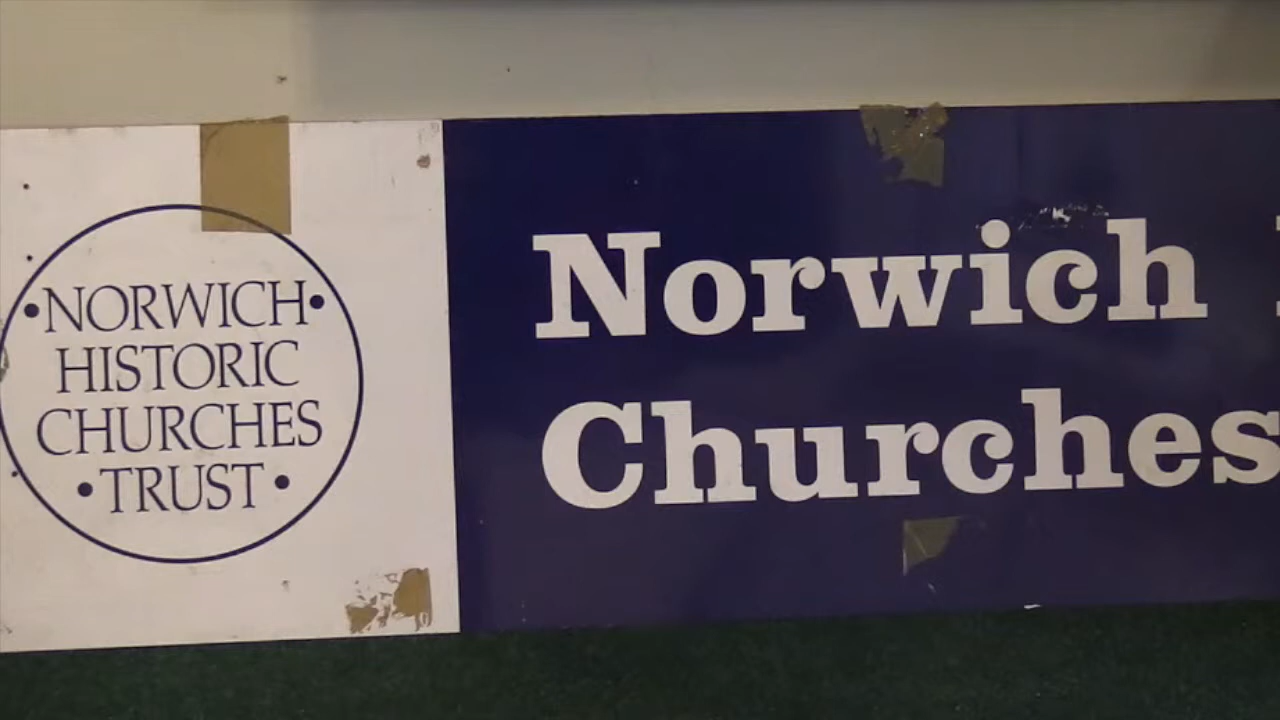 •NORWICH•
HISTORIC
CHURCHES
•TRUST•
Norwich
Churches